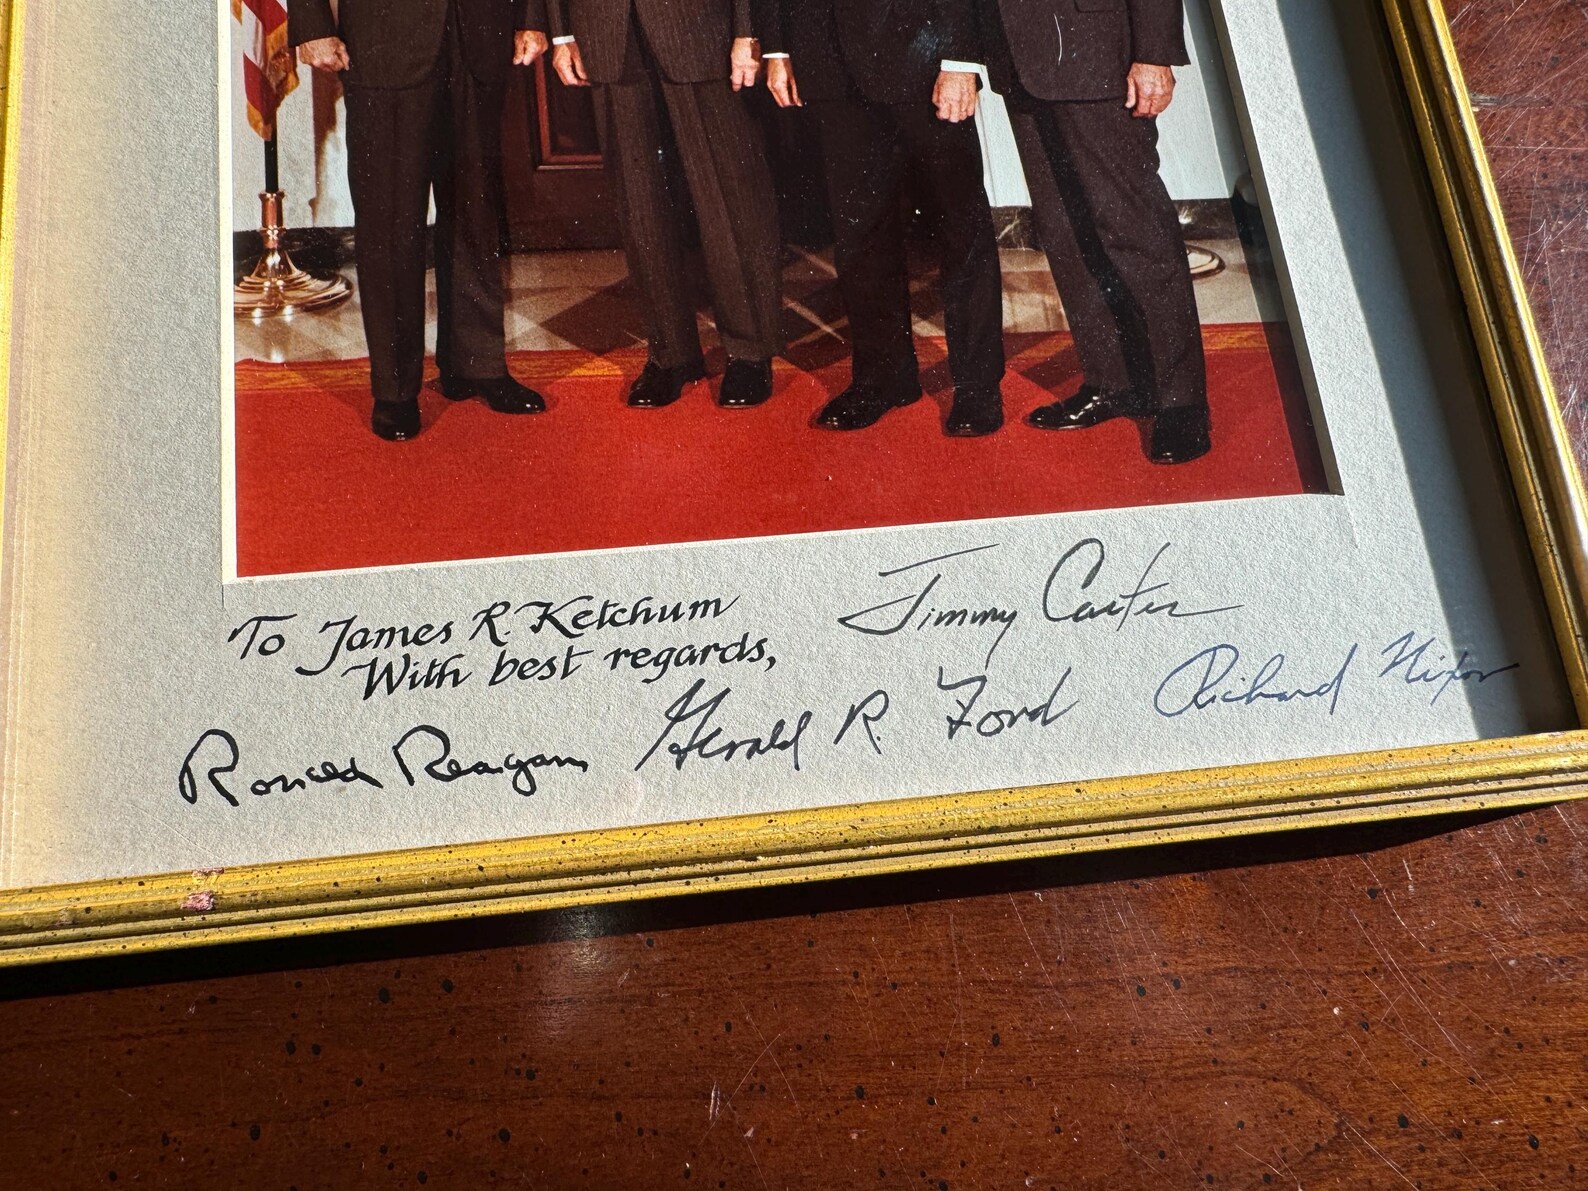 To James R. Ketchum
With best regards,
Jimmy Carter
Ronald Reagan
Gerald R. Ford
Richard Nixon